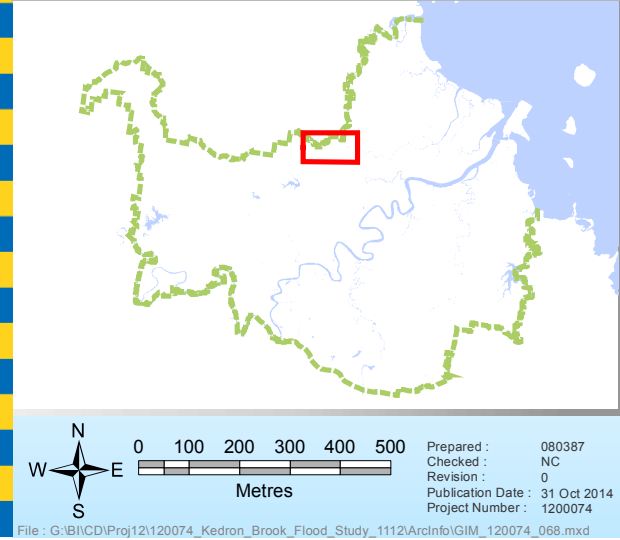 N
W E
S
0 100 200 300 400 500
Metres
Prepared : 080387
Checked : NC
Revision : 0
Publication Date : 31 Oct 2014
Project Number : 1200074
File : G:\BI\CD\Proj12\120074_Kedron_Brook_Flood_Study_1112\ArcInfo\GIM_120074_068.mxd